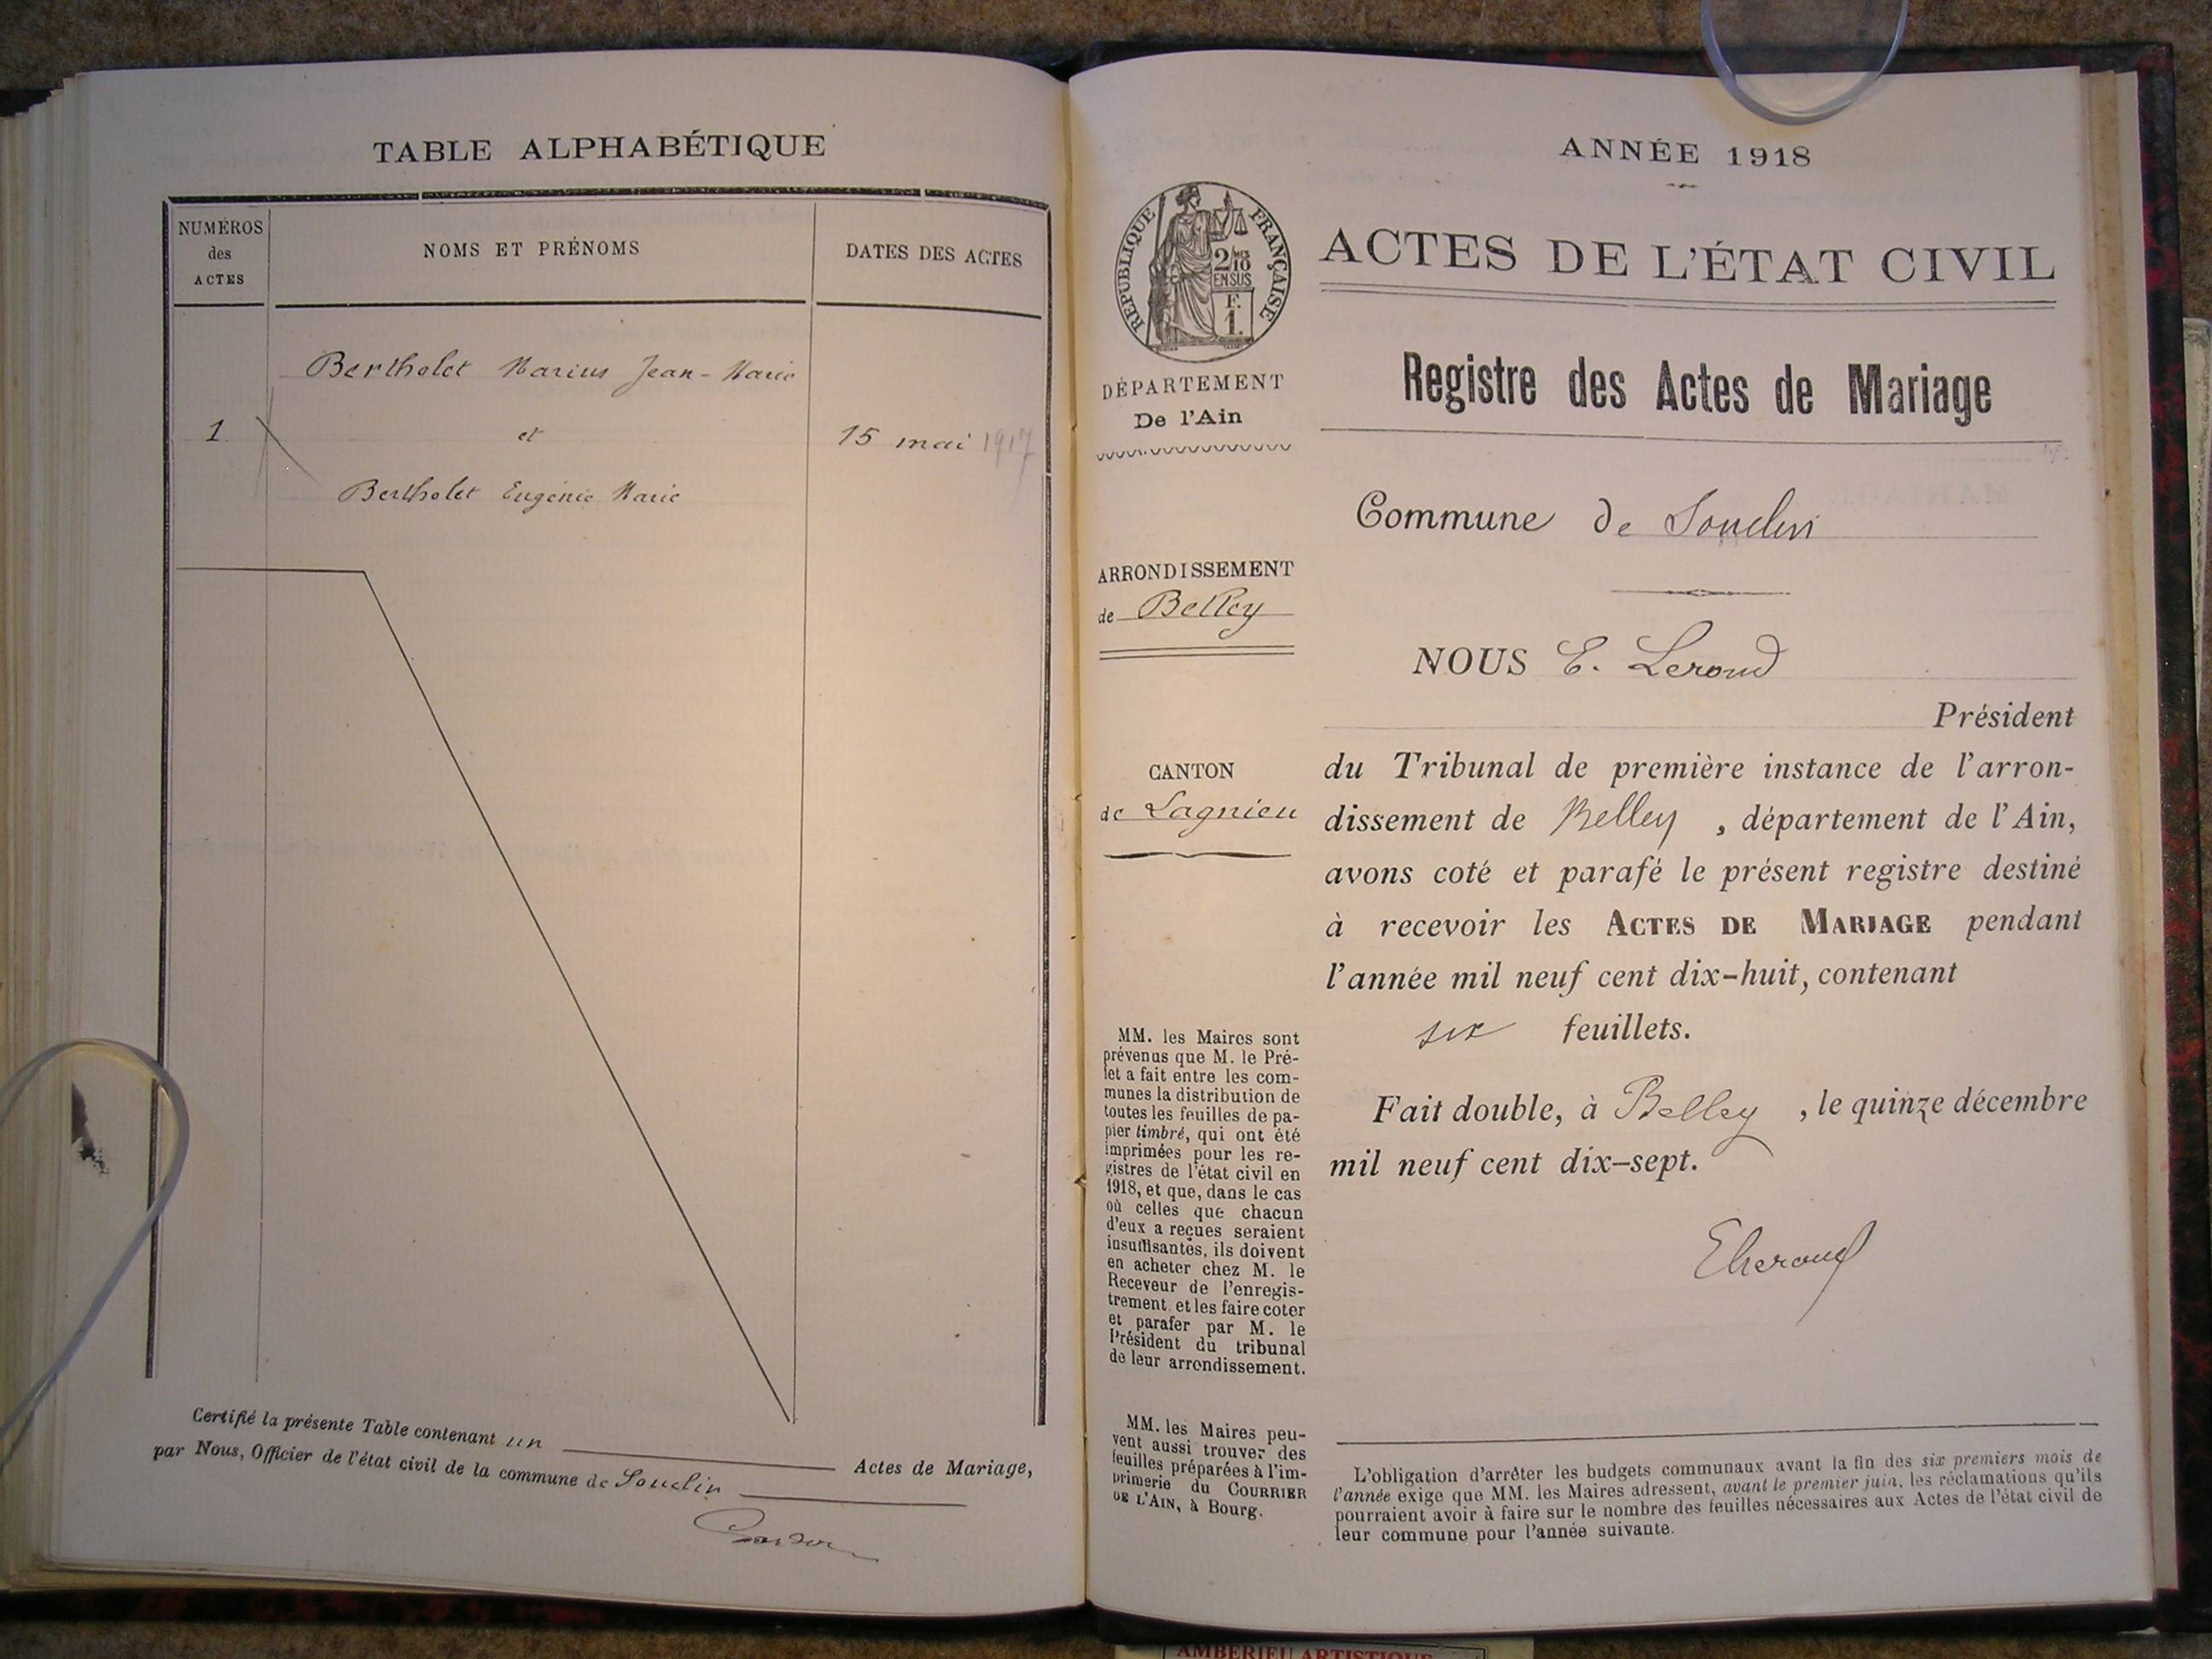 TABLE ALPHABÉTIQUE
NUMÉROS
des
ACTES
NOMS ET PRÉNOMS
DATES DES ACTES
Bertholet Marius Jean-Marie
1
et
15 mai 1917
Bertholet Eugénie Marie
Certifié la présente Table contenant un
Actes de Mariage,
par Nous, Officier de l'état civil de la commune de Souclin
ANNÉE 1918
RÉPUBLIQUE FRANÇAISE
2/10
EN SUS
F.
1.
ACTES DE L'ÉTAT CIVIL
Registre des Actes de Mariage
DÉPARTEMENT
De l'Ain
Commune de Souclin
ARRONDISSEMENT
de Belley
NOUS E. Leroud
Président
CANTON
de Lagnieu
du Tribunal de première instance de l'arron-
dissement de Belley, département de l'Ain,
avons coté et parafé le présent registre destiné
à recevoir les ACTES DE MARIAGE pendant
l'année mil neuf cent dix-huit, contenant
six feuillets.
Fait double, à Belley, le quinze décembre
mil neuf cent dix-sept.
MM. les Maires sont
prévenus que M. le Pré-
fet a fait entre les com-
munes la distribution de
toutes les feuilles de pa-
pier timbré, qui ont été
imprimées pour les re-
gistres de l'état civil en
1918, et que, dans le cas
où celles que chacun
d'eux a reçues seraient
insuffisantes, ils doivent
en acheter chez M. le
Receveur de l'enregis-
trement, et les faire coter
et parafer par M. le
Président du tribunal
de leur arrondissement.
MM. les Maires peu-
vent aussi trouver des
feuilles préparées à l'im-
primerie du COURRIER
DE L'AIN, à Bourg.
L'obligation d'arrêter les budgets communaux avant la fin des six premiers mois de
l'année exige que MM. les Maires adressent, avant le premier juin, les réclamations qu'ils
pourraient avoir à faire sur le nombre des feuilles nécessaires aux Actes de l'état civil de
leur commune pour l'année suivante.
AMBERIEU ARTISTIQUE